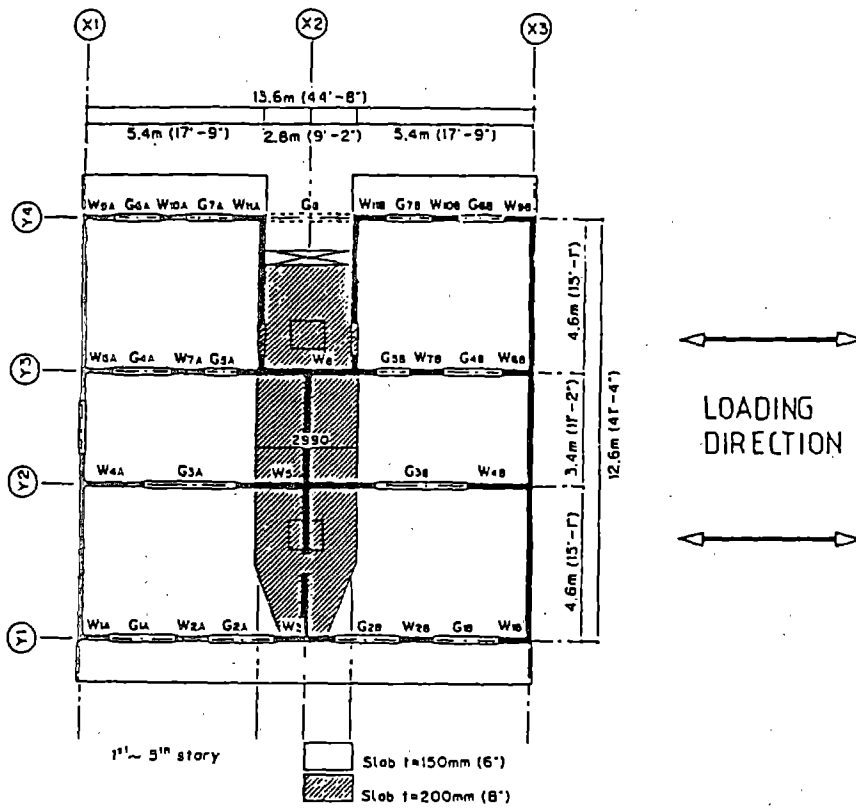 X1 X2 X3
13.6m (44'-8")
5.4m (17'-9") 2.8m (9'-2") 5.4m (17'-9")
Y4
W9A G6A W10A G7A W11A G8 W11B G7B W10B G6B W9B
4.6m (15'-1")
Y3
W6A G4A W7A G5A W8 G5B W7B G4B W6B
LOADING
DIRECTION
3.4m (11'-2")
12.6m (41'-4")
2990
Y2
W4A G3A W5 G3B W4B
4.6m (15'-1")
Y1
W1A G1A W2A G2A W3 G2B W2B G1B W1B
1st ~ 5th story
Slab t=150mm (6")
Slab t=200mm (8")